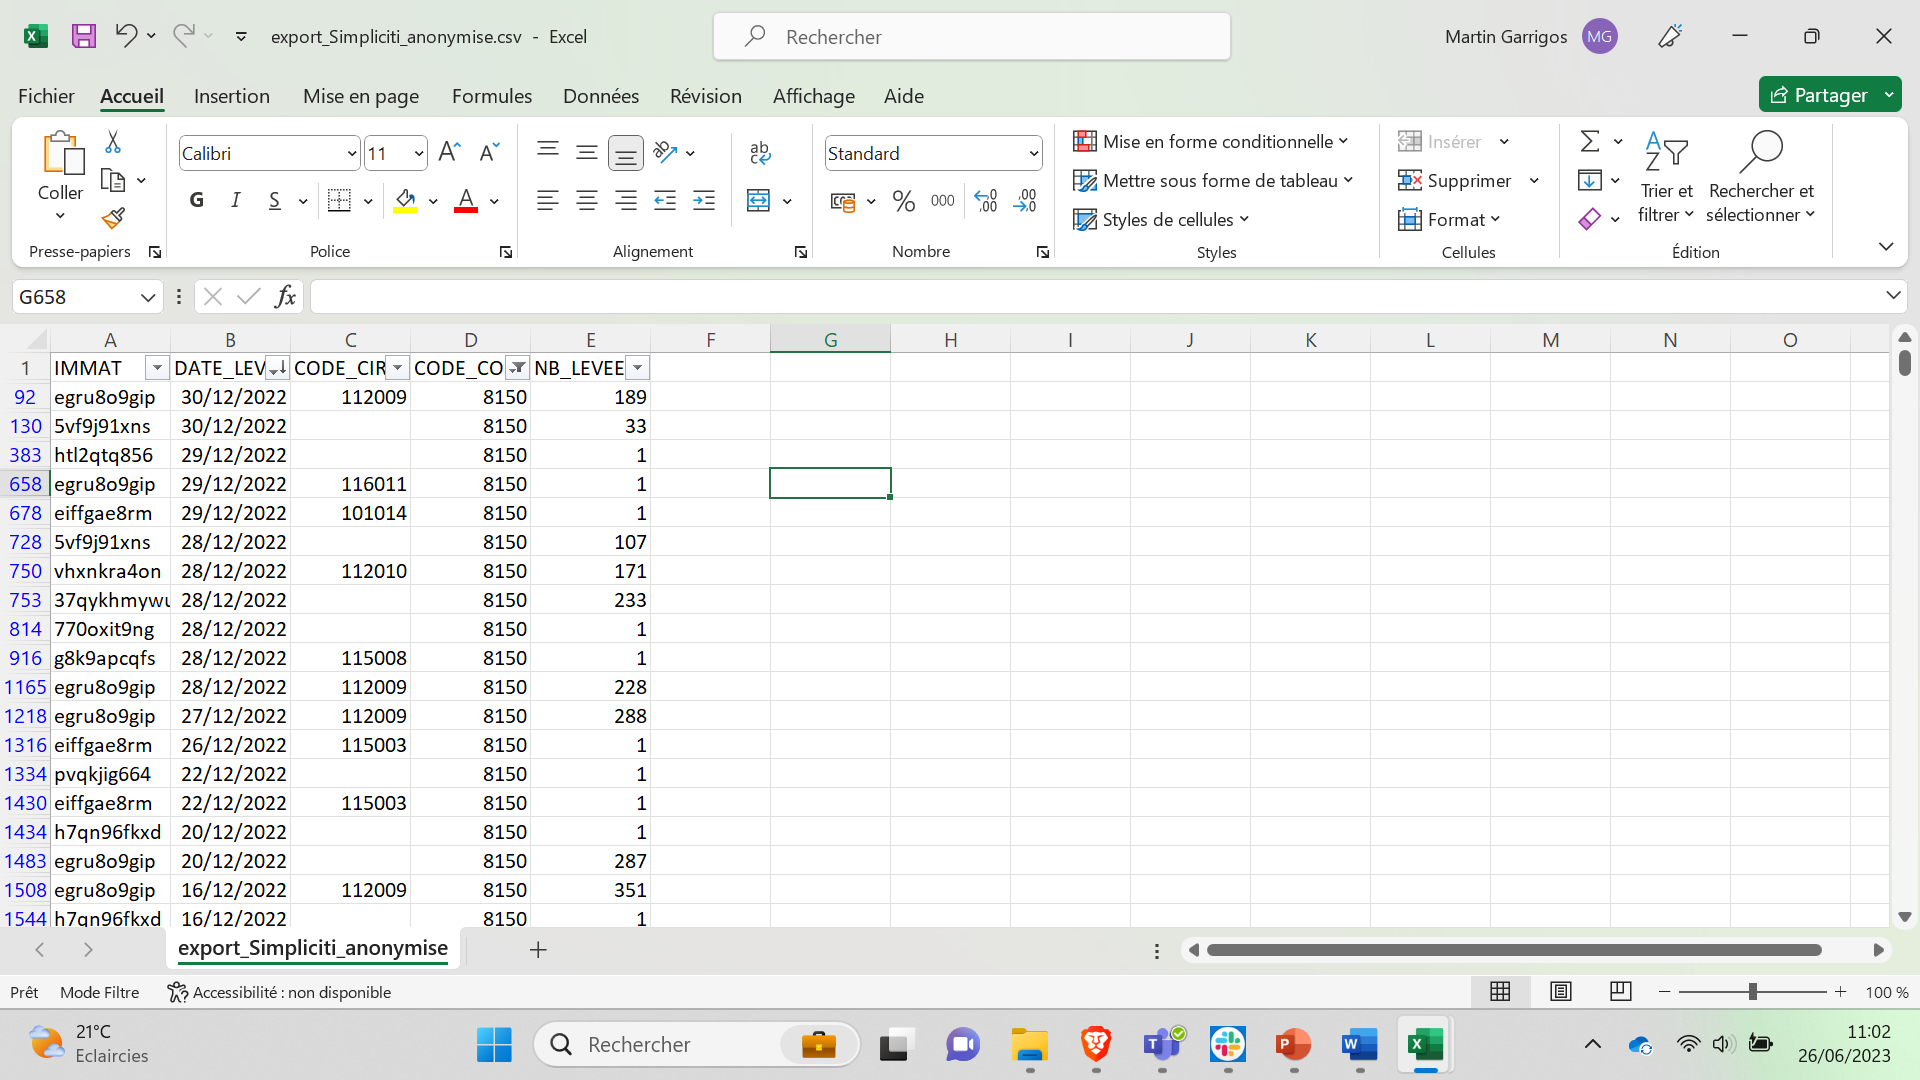 export_Simpliciti_anonymise.csv - Excel
Rechercher
Martin Garrigos
MG
Fichier
Accueil
Insertion
Mise en page
Formules
Données
Révision
Affichage
Aide
Partager
Coller
Presse-papiers
Calibri
11
G
I
S
A
Police
Alignement
Standard
%
000
Nombre
Mise en forme conditionnelle
Mettre sous forme de tableau
Styles de cellules
Styles
Insérer
Supprimer
Format
Cellules
Trier et
filtrer
Rechercher et
sélectionner
Édition
G658
fx
A B C D E F G H I J K L M N O
1 IMMAT DATE_LEV CODE_CIR CODE_CO NB_LEVEE
92 egru8o9gip 30/12/2022 112009 8150 189
130 5vf9j91xns 30/12/2022 8150 33
383 htl2qtq856 29/12/2022 8150 1
658 egru8o9gip 29/12/2022 116011 8150 1
678 eiffgae8rm 29/12/2022 101014 8150 1
728 5vf9j91xns 28/12/2022 8150 107
750 vhxnkra4on 28/12/2022 112010 8150 171
753 37qykhmywu 28/12/2022 8150 233
814 770oxit9ng 28/12/2022 8150 1
916 g8k9apcqfs 28/12/2022 115008 8150 1
1165 egru8o9gip 28/12/2022 112009 8150 228
1218 egru8o9gip 27/12/2022 112009 8150 288
1316 eiffgae8rm 26/12/2022 115003 8150 1
1334 pvqkjig664 22/12/2022 8150 1
1430 eiffgae8rm 22/12/2022 115003 8150 1
1434 h7qn96fkxd 20/12/2022 8150 1
1483 egru8o9gip 20/12/2022 8150 287
1508 egru8o9gip 16/12/2022 112009 8150 351
1544 h7qn96fkxd 16/12/2022 8150 1
export_Simpliciti_anonymise
Prêt
Mode Filtre
Accessibilité : non disponible
100 %
21°C
Eclaircies
Rechercher
11:02
26/06/2023